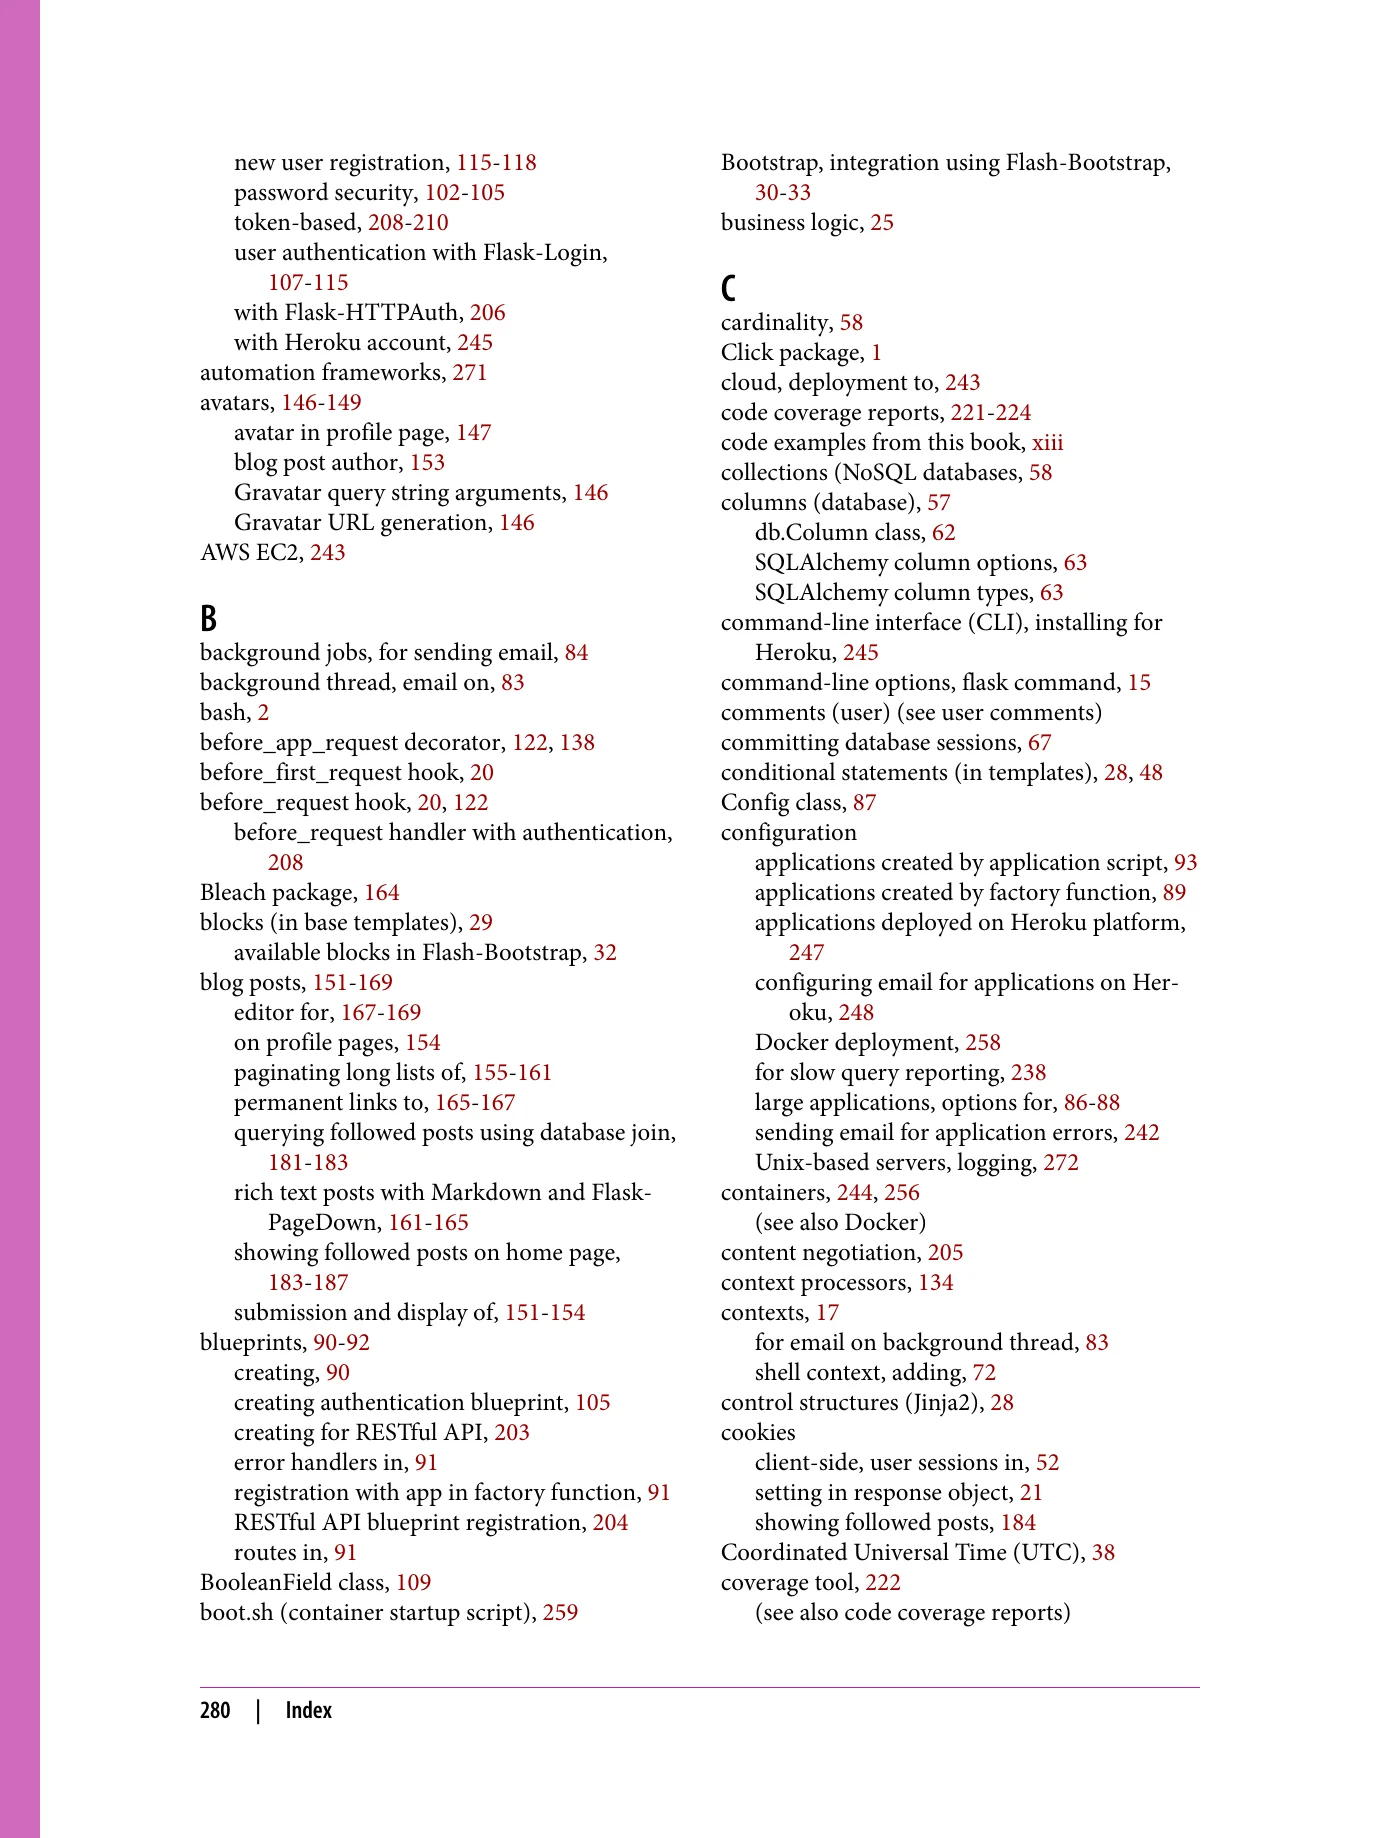 new user registration, 115-118
password security, 102-105
token-based, 208-210
user authentication with Flask-Login,
107-115
with Flask-HTTPAuth, 206
with Heroku account, 245
automation frameworks, 271
avatars, 146-149
avatar in profile page, 147
blog post author, 153
Gravatar query string arguments, 146
Gravatar URL generation, 146
AWS EC2, 243
B
background jobs, for sending email, 84
background thread, email on, 83
bash, 2
before_app_request decorator, 122, 138
before_first_request hook, 20
before_request hook, 20, 122
before_request handler with authentication,
208
Bleach package, 164
blocks (in base templates), 29
available blocks in Flash-Bootstrap, 32
blog posts, 151-169
editor for, 167-169
on profile pages, 154
paginating long lists of, 155-161
permanent links to, 165-167
querying followed posts using database join,
181-183
rich text posts with Markdown and Flask-
PageDown, 161-165
showing followed posts on home page,
183-187
submission and display of, 151-154
blueprints, 90-92
creating, 90
creating authentication blueprint, 105
creating for RESTful API, 203
error handlers in, 91
registration with app in factory function, 91
RESTful API blueprint registration, 204
routes in, 91
BooleanField class, 109
boot.sh (container startup script), 259
Bootstrap, integration using Flash-Bootstrap,
30-33
business logic, 25
C
cardinality, 58
Click package, 1
cloud, deployment to, 243
code coverage reports, 221-224
code examples from this book, xiii
collections (NoSQL databases, 58
columns (database), 57
db.Column class, 62
SQLAlchemy column options, 63
SQLAlchemy column types, 63
command-line interface (CLI), installing for
Heroku, 245
command-line options, flask command, 15
comments (user) (see user comments)
committing database sessions, 67
conditional statements (in templates), 28, 48
Config class, 87
configuration
applications created by application script, 93
applications created by factory function, 89
applications deployed on Heroku platform,
247
configuring email for applications on Her-
oku, 248
Docker deployment, 258
for slow query reporting, 238
large applications, options for, 86-88
sending email for application errors, 242
Unix-based servers, logging, 272
containers, 244, 256
(see also Docker)
content negotiation, 205
context processors, 134
contexts, 17
for email on background thread, 83
shell context, adding, 72
control structures (Jinja2), 28
cookies
client-side, user sessions in, 52
setting in response object, 21
showing followed posts, 184
Coordinated Universal Time (UTC), 38
coverage tool, 222
(see also code coverage reports)
280 | Index